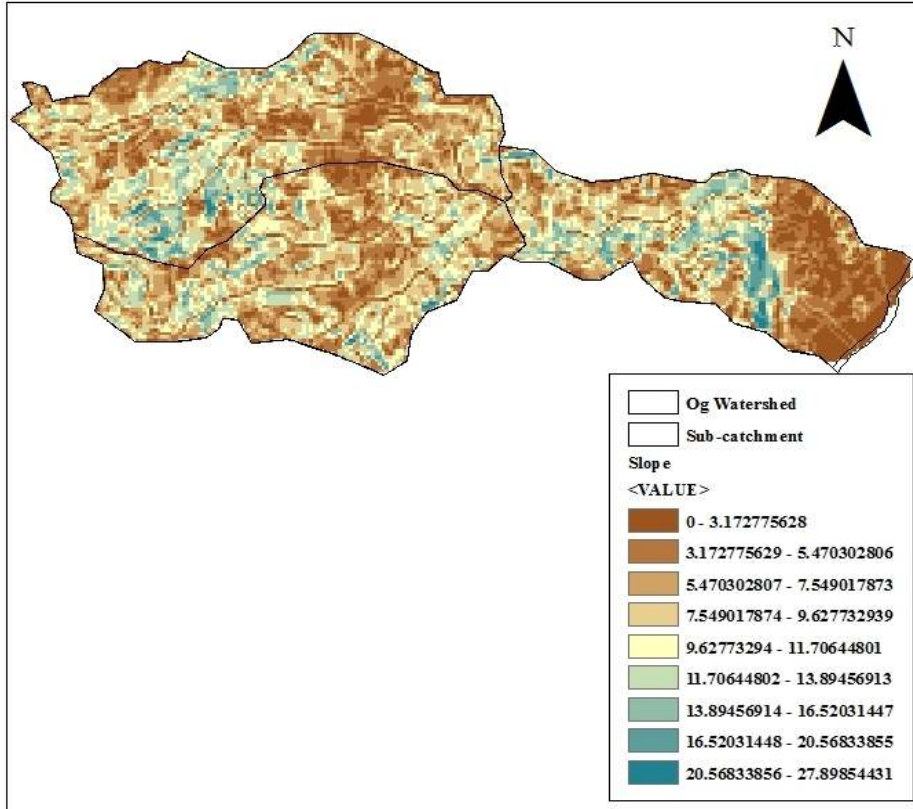 N
Og Watershed
Sub-catchment
Slope
<VALUE>
0 - 3.172775628
3.172775629 - 5.470302806
5.470302807 - 7.549017873
7.549017874 - 9.627732939
9.62773294 - 11.70644801
11.70644802 - 13.89456913
13.89456914 - 16.52031447
16.52031448 - 20.56833855
20.56833856 - 27.89854431